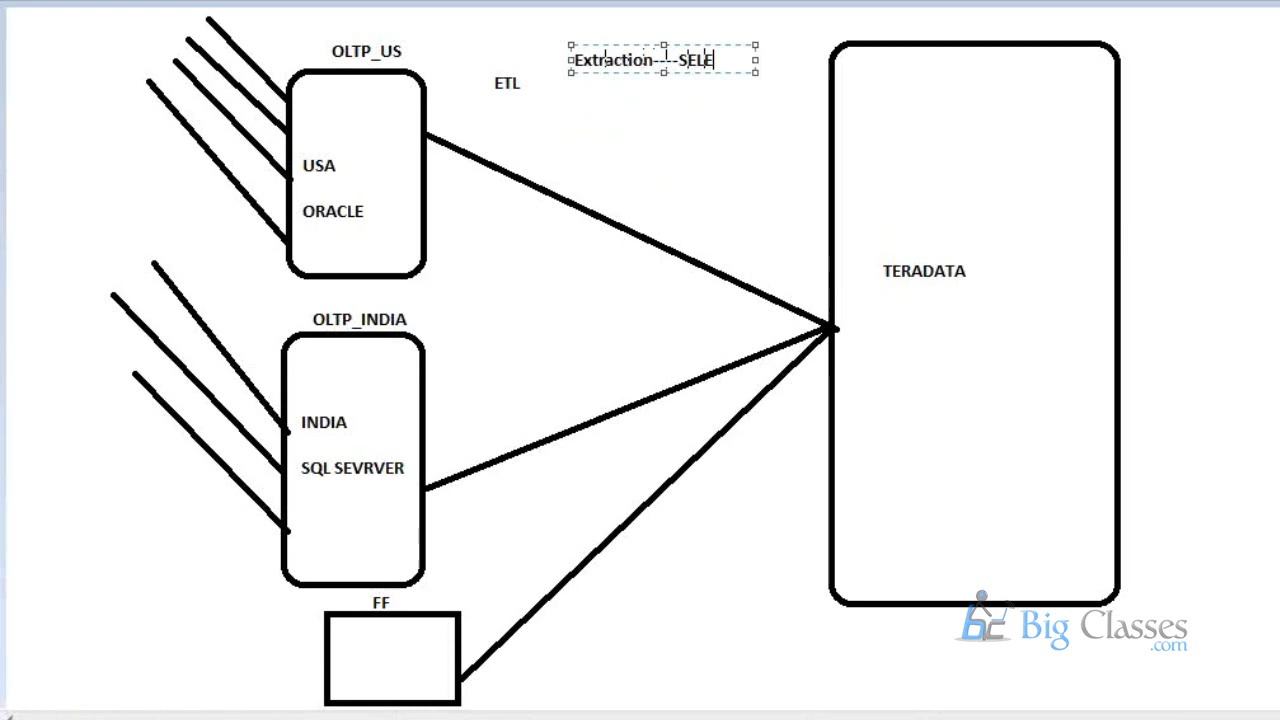 OLTP_US
Extraction----SELE
ETL
USA
ORACLE
TERADATA
OLTP_INDIA
INDIA
SQL SEVRVER
FF
Big Classes
.com